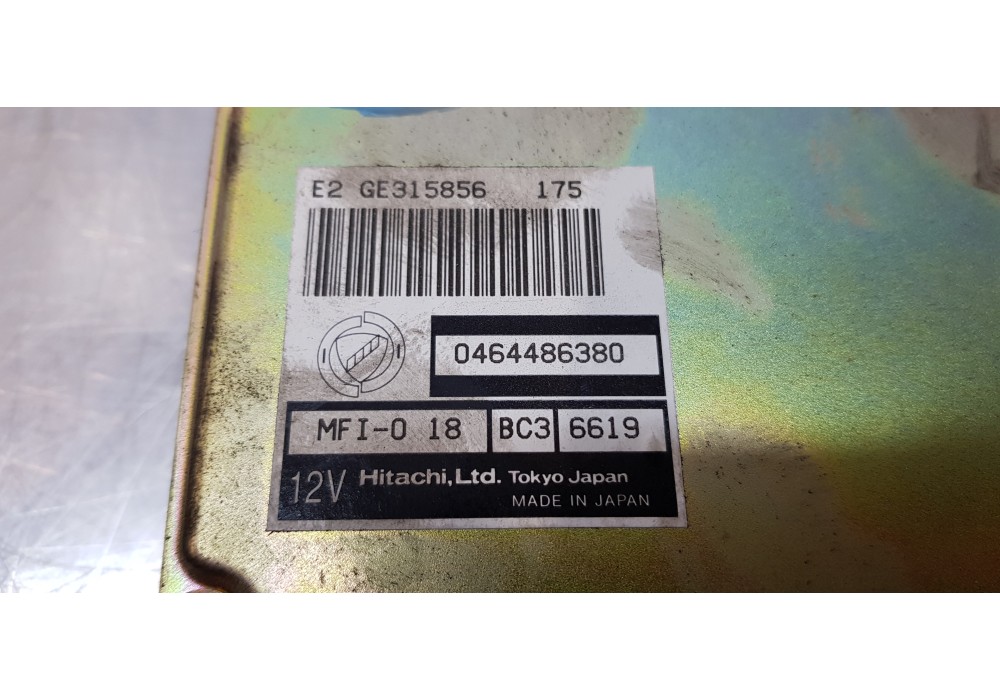 E2 GE315856 175
0464486380
MFI-0 18 BC3 6619
12V Hitachi, Ltd. Tokyo Japan
MADE IN JAPAN